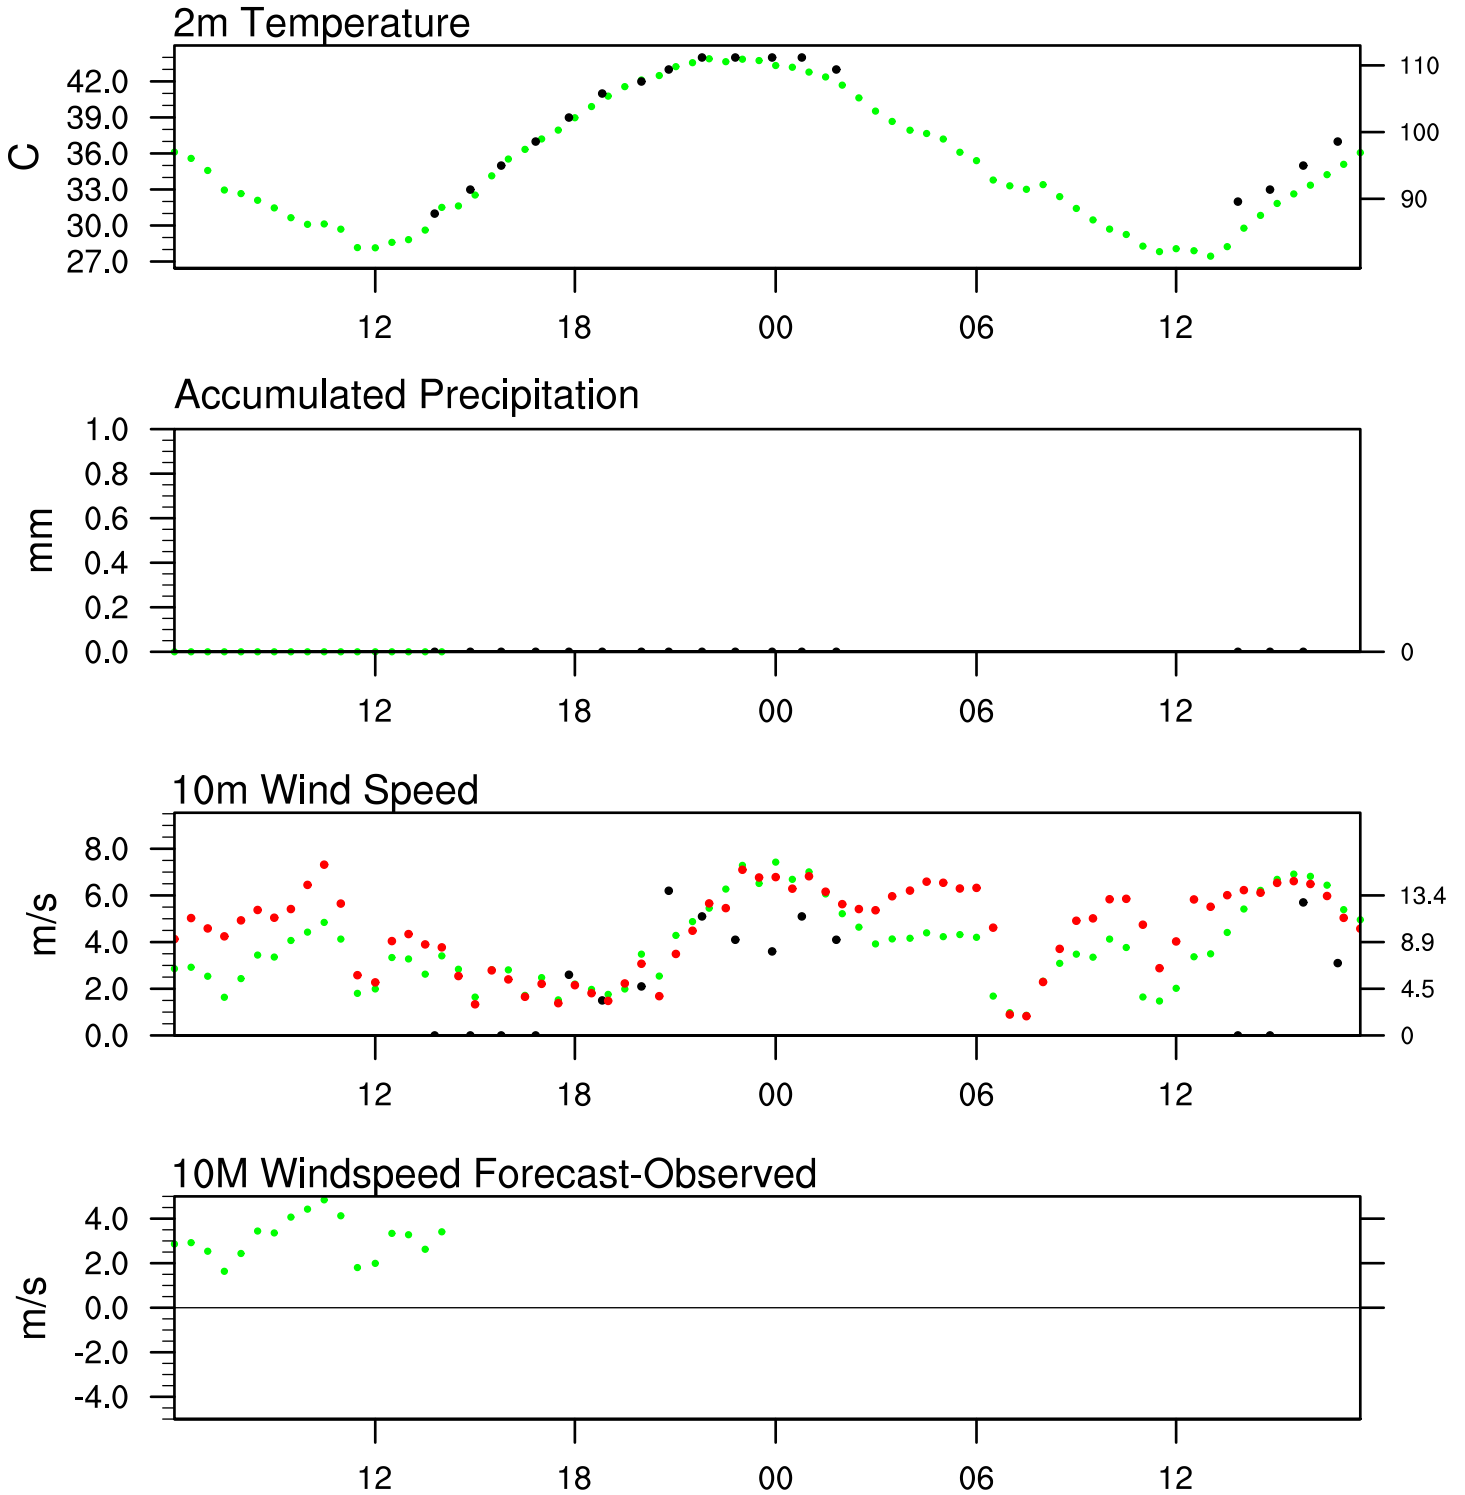 2m Temperature
C
42.0
39.0
36.0
33.0
30.0
27.0
110
100
90
12 18 00 06 12
Accumulated Precipitation
mm
1.0
0.8
0.6
0.4
0.2
0.0
0
12 18 00 06 12
10m Wind Speed
m/s
8.0
6.0
4.0
2.0
0.0
13.4
8.9
4.5
0
12 18 00 06 12
10M Windspeed Forecast-Observed
m/s
4.0
2.0
0.0
-2.0
-4.0
12 18 00 06 12